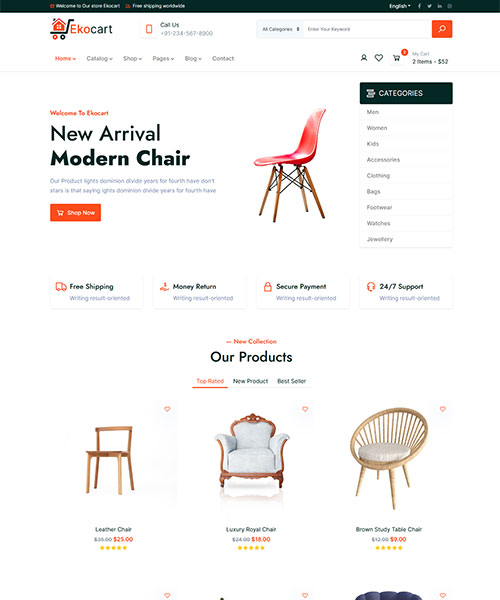 Welcome to Our store Ekocart
Free shipping worldwide
English
Ekocart
Call Us
+91-234-567-8900
All Categories
Enter Your Keyword
Home
Catalog
Shop
Pages
Blog
Contact
My Cart
2 Items - $52
CATEGORIES
Men
Women
Kids
Accessories
Clothing
Bags
Footwear
Watches
Jewellery
Welcome To Ekocart
New Arrival
Modern Chair
Our Product lights dominion divide years for fourth have don't
stars is that saying ights dominion divide years for fourth have
Shop Now
Free Shipping
Writing result-oriented
Money Return
Writing result-oriented
Secure Payment
Writing result-oriented
24/7 Support
Writing result-oriented
— New Collection
Our Products
Top Rated
New Product
Best Seller
Leather Chair
$35.00 $25.00
Luxury Royal Chair
$24.00 $18.00
Brown Study Table Chair
$12.00 $9.00